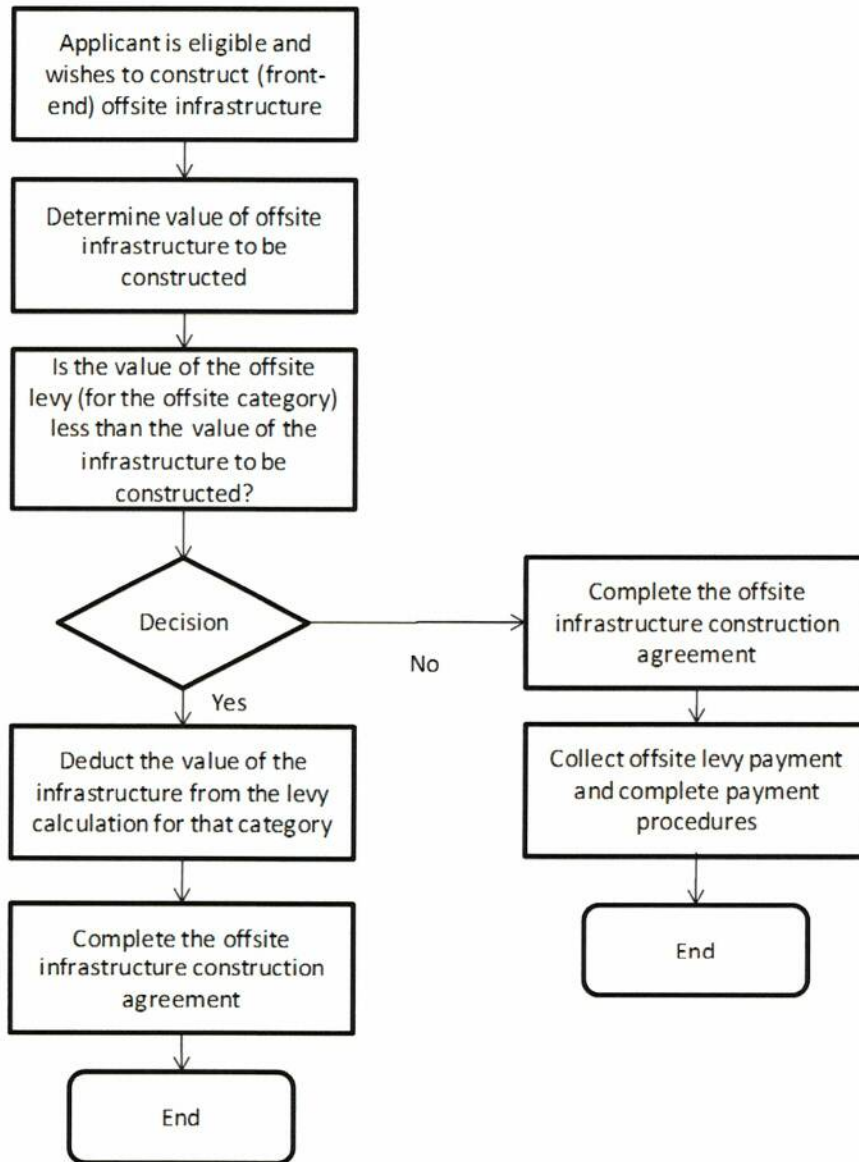 Applicant is eligible and
wishes to construct (front-
end) offsite infrastructure
Determine value of offsite
infrastructure to be
constructed
Is the value of the offsite
levy (for the offsite category)
less than the value of the
infrastructure to be
constructed?
Decision
No
Yes
Complete the offsite
infrastructure construction
agreement
Collect offsite levy payment
and complete payment
procedures
End
Deduct the value of the
infrastructure from the levy
calculation for that category
Complete the offsite
infrastructure construction
agreement
End